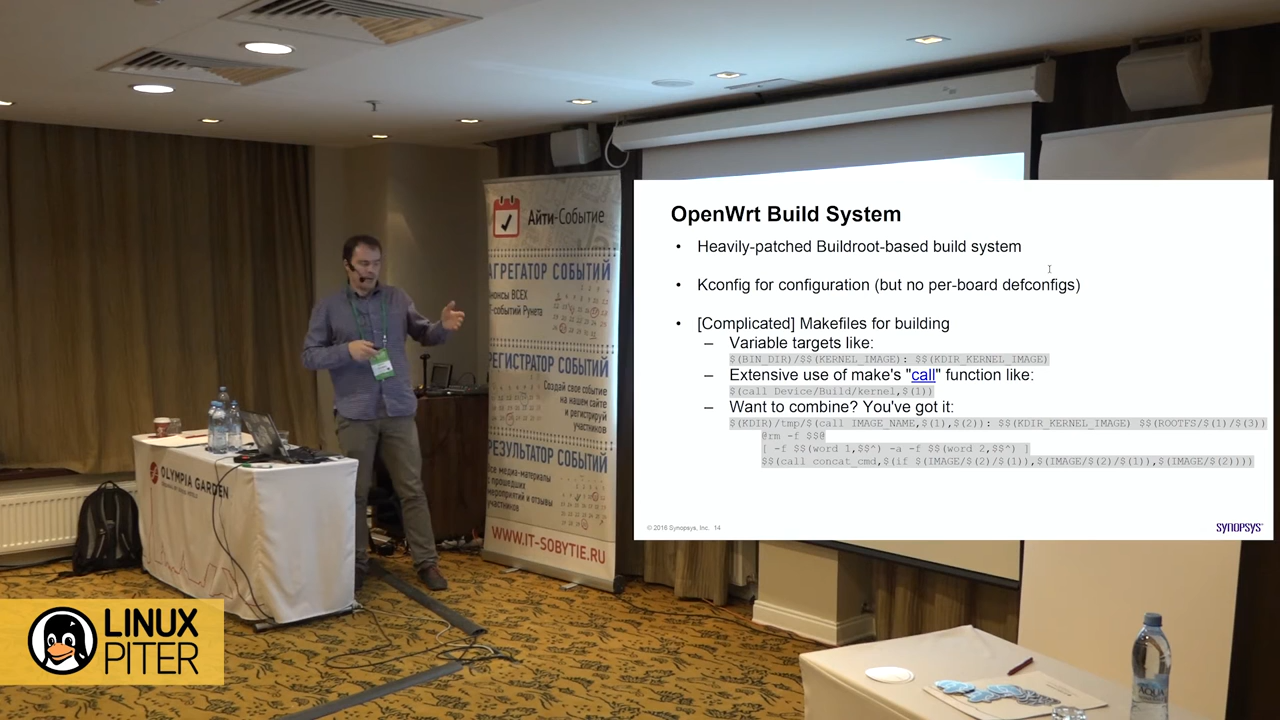 Айти-Событие
АГРЕГАТОР СОБЫТИЙ
нонсы ВСЕХ
Т-событий Рунета
РЕГИСТРАТОР СОБЫТИЙ
Создай свое событие
на нашем сайте
и регистрируй
участников
РЕЗУЛЬТАТОР СОБЫТИЙ
Все медиа-материалы
с прошедших
мероприятий и отзывы
участников
WWW.IT-SOBYTIE.RU
OLYMPIA GARDEN
OpenWrt Build System
• Heavily-patched Buildroot-based build system
• Kconfig for configuration (but no per-board defconfigs)
• [Complicated] Makefiles for building
– Variable targets like:
$(BIN_DIR)/$$(KERNEL_IMAGE): $$(KDIR_KERNEL_IMAGE)
– Extensive use of make's "call" function like:
$(call Device/Build/kernel,$(1))
– Want to combine? You've got it:
$(KDIR)/tmp/$(call IMAGE_NAME,$(1),$(2)): $$(KDIR_KERNEL_IMAGE) $$(ROOTFS/$(1)/$(3))
@rm -f $$@
[ -f $$(word 1,$$^) -a -f $$(word 2,$$^) ]
$$(call concat_cmd,$(if $(IMAGE/$(2)/$(1)),$(IMAGE/$(2)/$(1)),$(IMAGE/$(2))))
© 2016 Synopsys, Inc. 14
SYNOPSYS
LINUX
PITER
AQUA